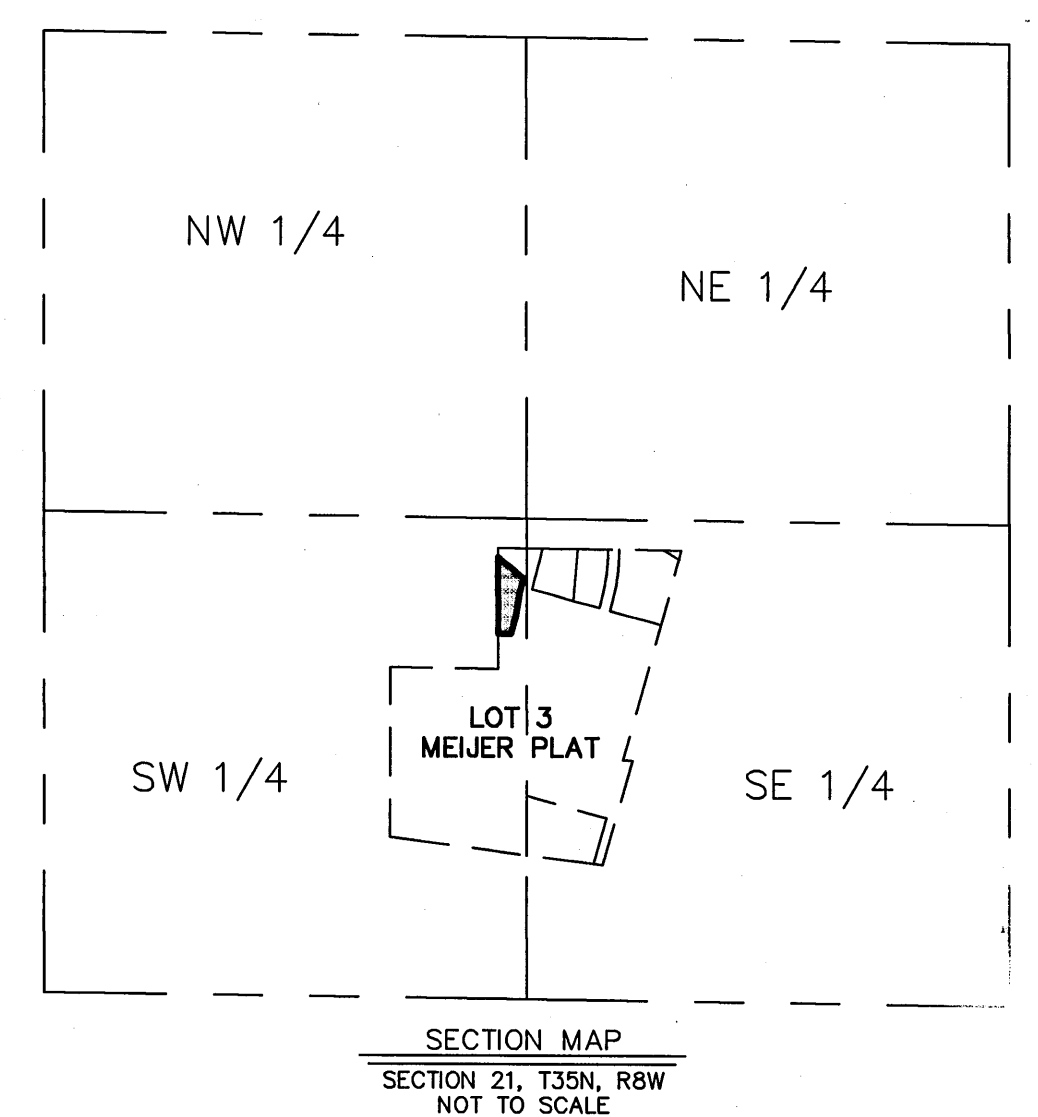 NW 1/4
NE 1/4
LOT 3
MEIJER PLAT
SW 1/4
SE 1/4
SECTION MAP
SECTION 21, T35N, R8W
NOT TO SCALE